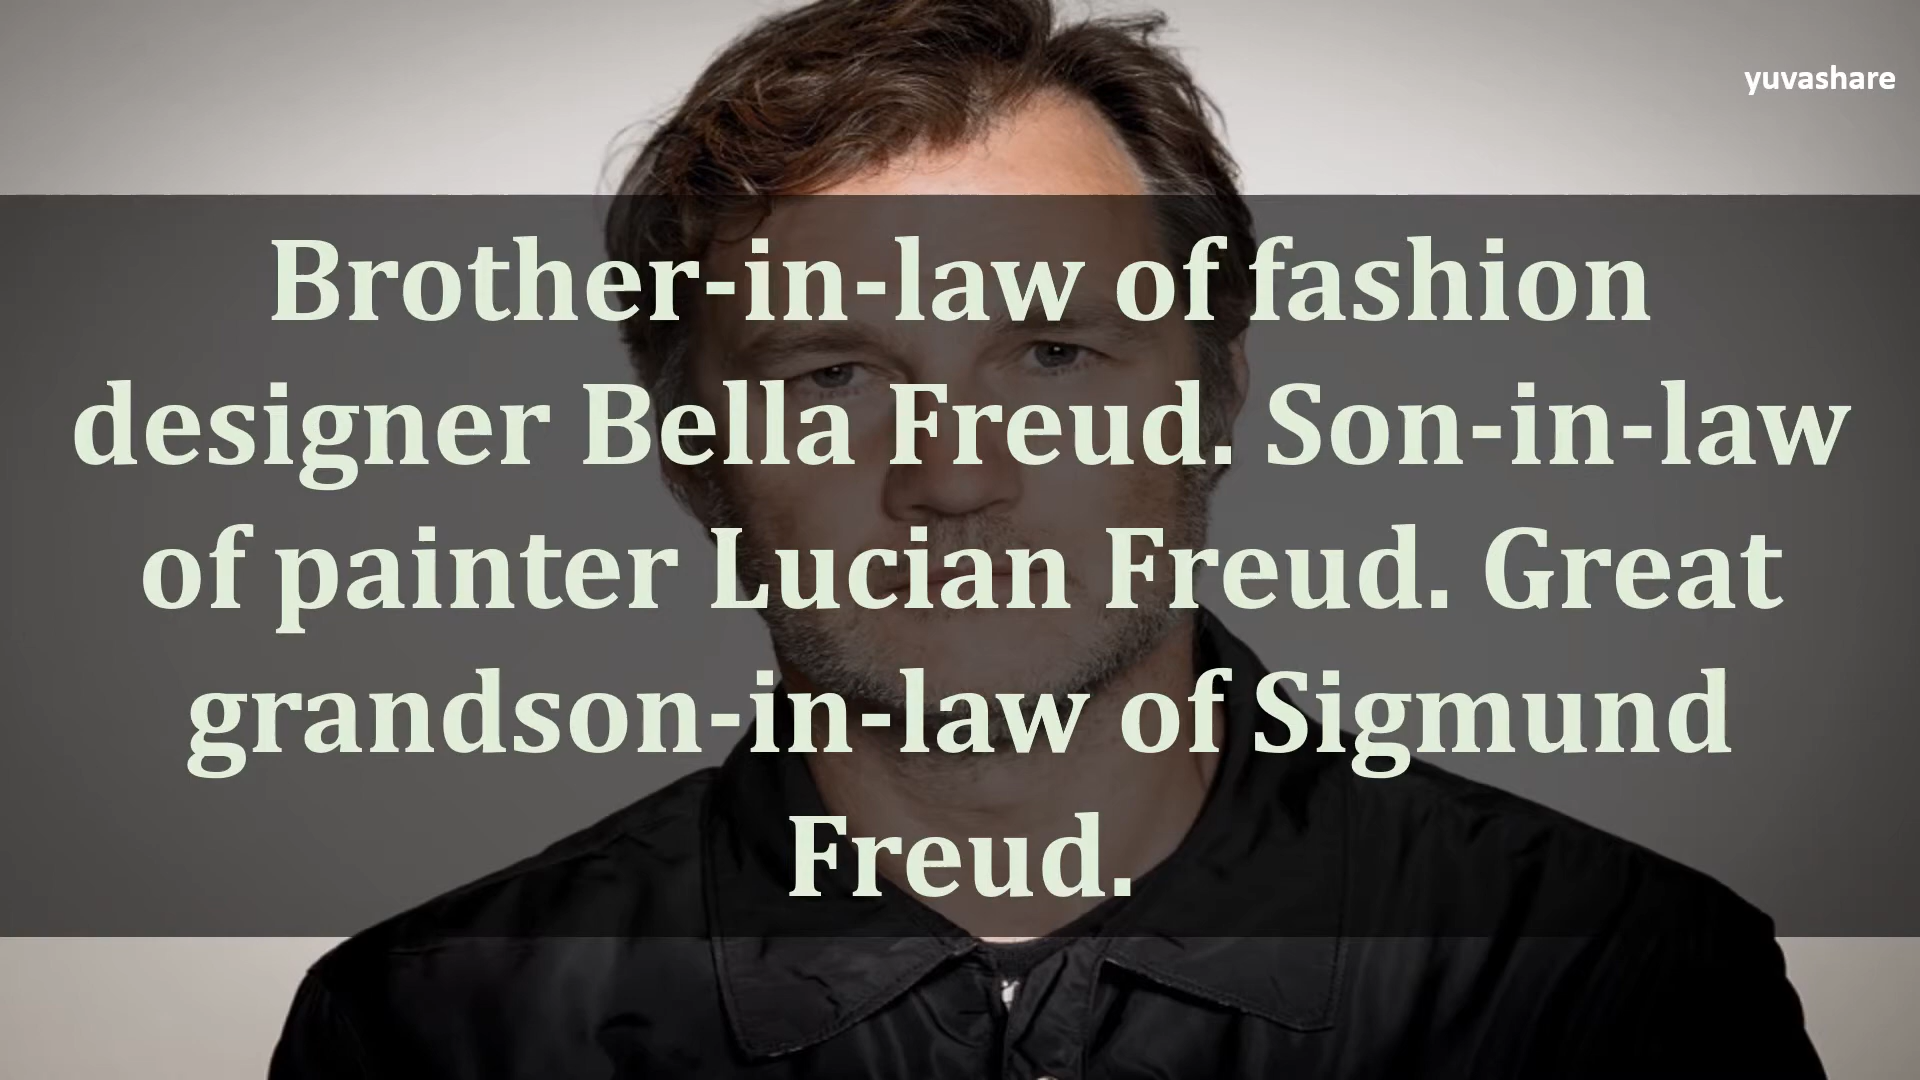 yuvashare
Brother-in-law of fashion
designer Bella Freud. Son-in-law
of painter Lucian Freud. Great
grandson-in-law of Sigmund
Freud.